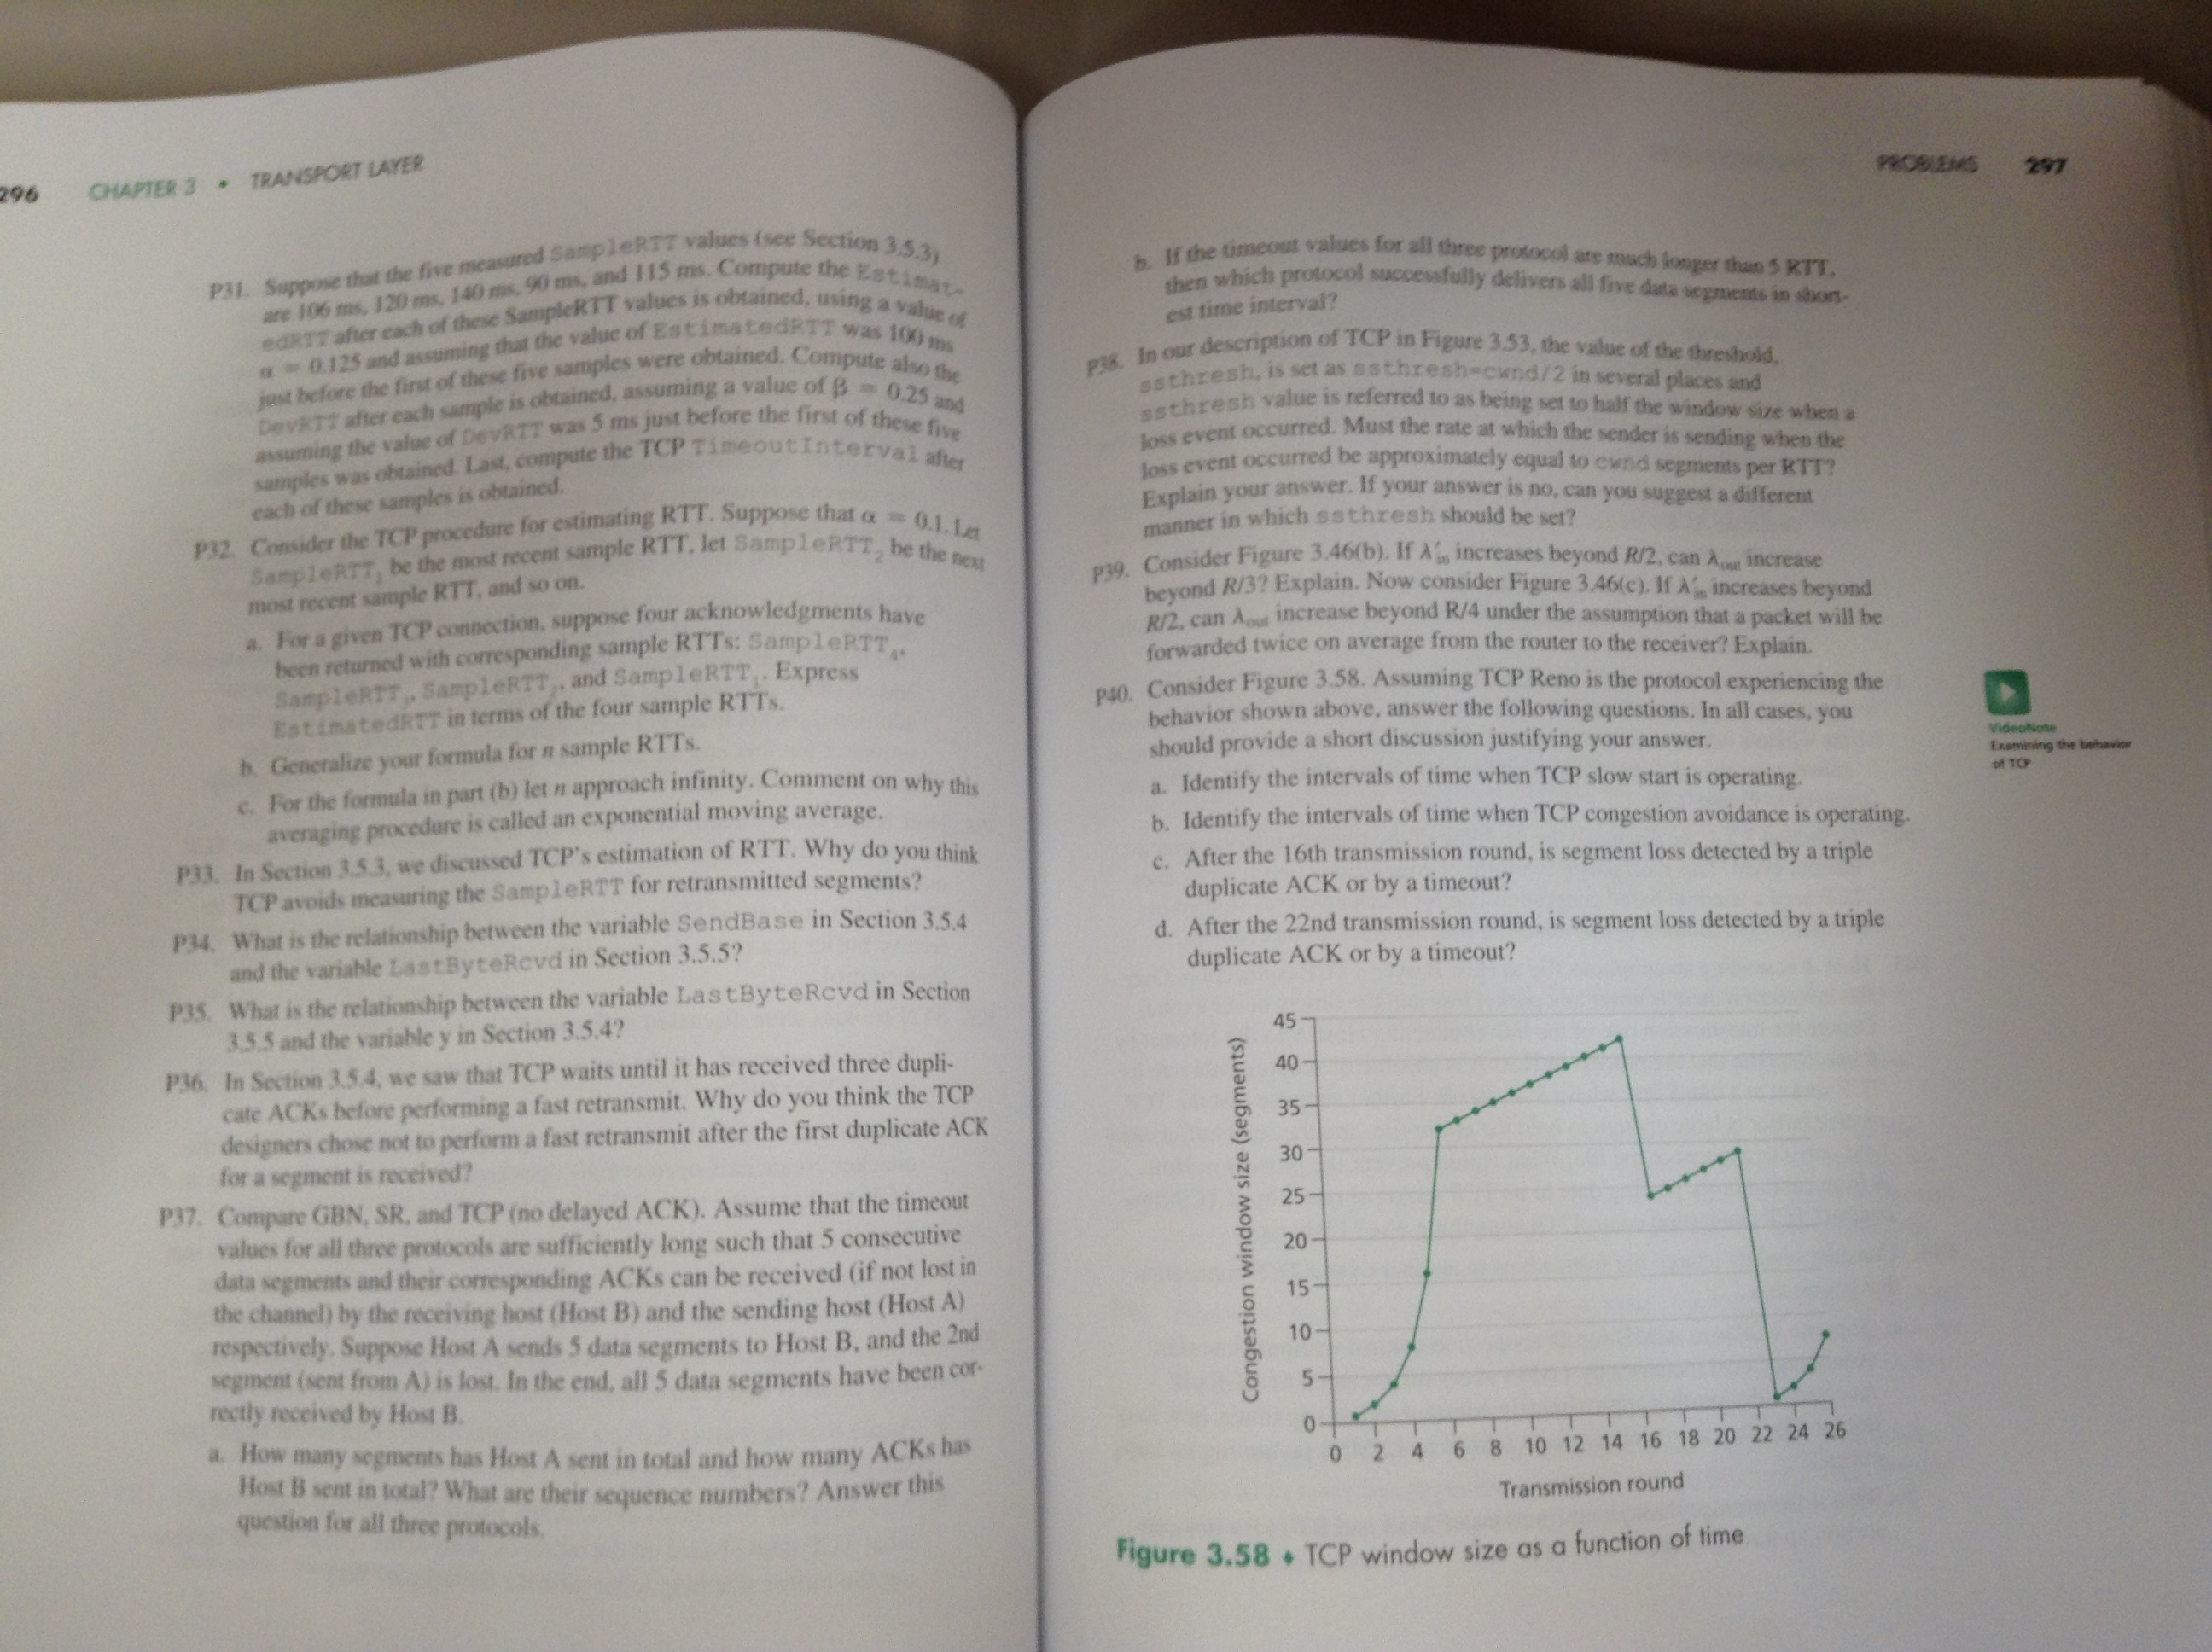 296 CHAPTER 3 • TRANSPORT LAYER
P31. Suppose that the five measured SampleRTT values (see Section 3.5.3)
are 106 ms, 120 ms, 140 ms, 90 ms, and 115 ms. Compute the Estimat-
edRTT after each of these SampleRTT values is obtained, using a value of
α = 0.125 and assuming that the value of EstimatedRTT was 100 ms
just before the first of these five samples were obtained. Compute also the
DevRTT after each sample is obtained, assuming a value of β = 0.25 and
assuming the value of DevRTT was 5 ms just before the first of these five
samples was obtained. Last, compute the TCP TimeoutInterval after
each of these samples is obtained.
P32. Consider the TCP procedure for estimating RTT. Suppose that α = 0.1. Let
SampleRTT₁ be the most recent sample RTT, let SampleRTT₂ be the next
most recent sample RTT, and so on.
a. For a given TCP connection, suppose four acknowledgments have
been returned with corresponding sample RTTs: SampleRTT₄,
SampleRTT₃, SampleRTT₂, and SampleRTT₁. Express
EstimatedRTT in terms of the four sample RTTs.
b. Generalize your formula for n sample RTTs.
c. For the formula in part (b) let n approach infinity. Comment on why this
averaging procedure is called an exponential moving average.
P33. In Section 3.5.3, we discussed TCP's estimation of RTT. Why do you think
TCP avoids measuring the SampleRTT for retransmitted segments?
P34. What is the relationship between the variable SendBase in Section 3.5.4
and the variable LastByteRcvd in Section 3.5.5?
P35. What is the relationship between the variable LastByteRcvd in Section
3.5.5 and the variable y in Section 3.5.4?
P36. In Section 3.5.4, we saw that TCP waits until it has received three dupli-
cate ACKs before performing a fast retransmit. Why do you think the TCP
designers chose not to perform a fast retransmit after the first duplicate ACK
for a segment is received?
P37. Compare GBN, SR, and TCP (no delayed ACK). Assume that the timeout
values for all three protocols are sufficiently long such that 5 consecutive
data segments and their corresponding ACKs can be received (if not lost in
the channel) by the receiving host (Host B) and the sending host (Host A)
respectively. Suppose Host A sends 5 data segments to Host B, and the 2nd
segment (sent from A) is lost. In the end, all 5 data segments have been cor-
rectly received by Host B.
a. How many segments has Host A sent in total and how many ACKs has
Host B sent in total? What are their sequence numbers? Answer this
question for all three protocols.
PROBLEMS 297
b. If the timeout values for all three protocol are much longer than 5 RTT,
then which protocol successfully delivers all five data segments in short-
est time interval?
P38. In our description of TCP in Figure 3.53, the value of the threshold,
ssthresh, is set as ssthresh=cwnd/2 in several places and
ssthresh value is referred to as being set to half the window size when a
loss event occurred. Must the rate at which the sender is sending when the
loss event occurred be approximately equal to cwnd segments per RTT?
Explain your answer. If your answer is no, can you suggest a different
manner in which ssthresh should be set?
P39. Consider Figure 3.46(b). If λ′in increases beyond R/2, can λout increase
beyond R/3? Explain. Now consider Figure 3.46(c). If λ′in increases beyond
R/2, can λout increase beyond R/4 under the assumption that a packet will be
forwarded twice on average from the router to the receiver? Explain.
P40. Consider Figure 3.58. Assuming TCP Reno is the protocol experiencing the
behavior shown above, answer the following questions. In all cases, you
should provide a short discussion justifying your answer.
a. Identify the intervals of time when TCP slow start is operating.
b. Identify the intervals of time when TCP congestion avoidance is operating.
c. After the 16th transmission round, is segment loss detected by a triple
duplicate ACK or by a timeout?
d. After the 22nd transmission round, is segment loss detected by a triple
duplicate ACK or by a timeout?
VideoNote
Examining the behavior
of TCP
Congestion window size (segments)
45
40
35
30
25
20
15
10
5
0
0 2 4 6 8 10 12 14 16 18 20 22 24 26
Transmission round
Figure 3.58 ♦ TCP window size as a function of time